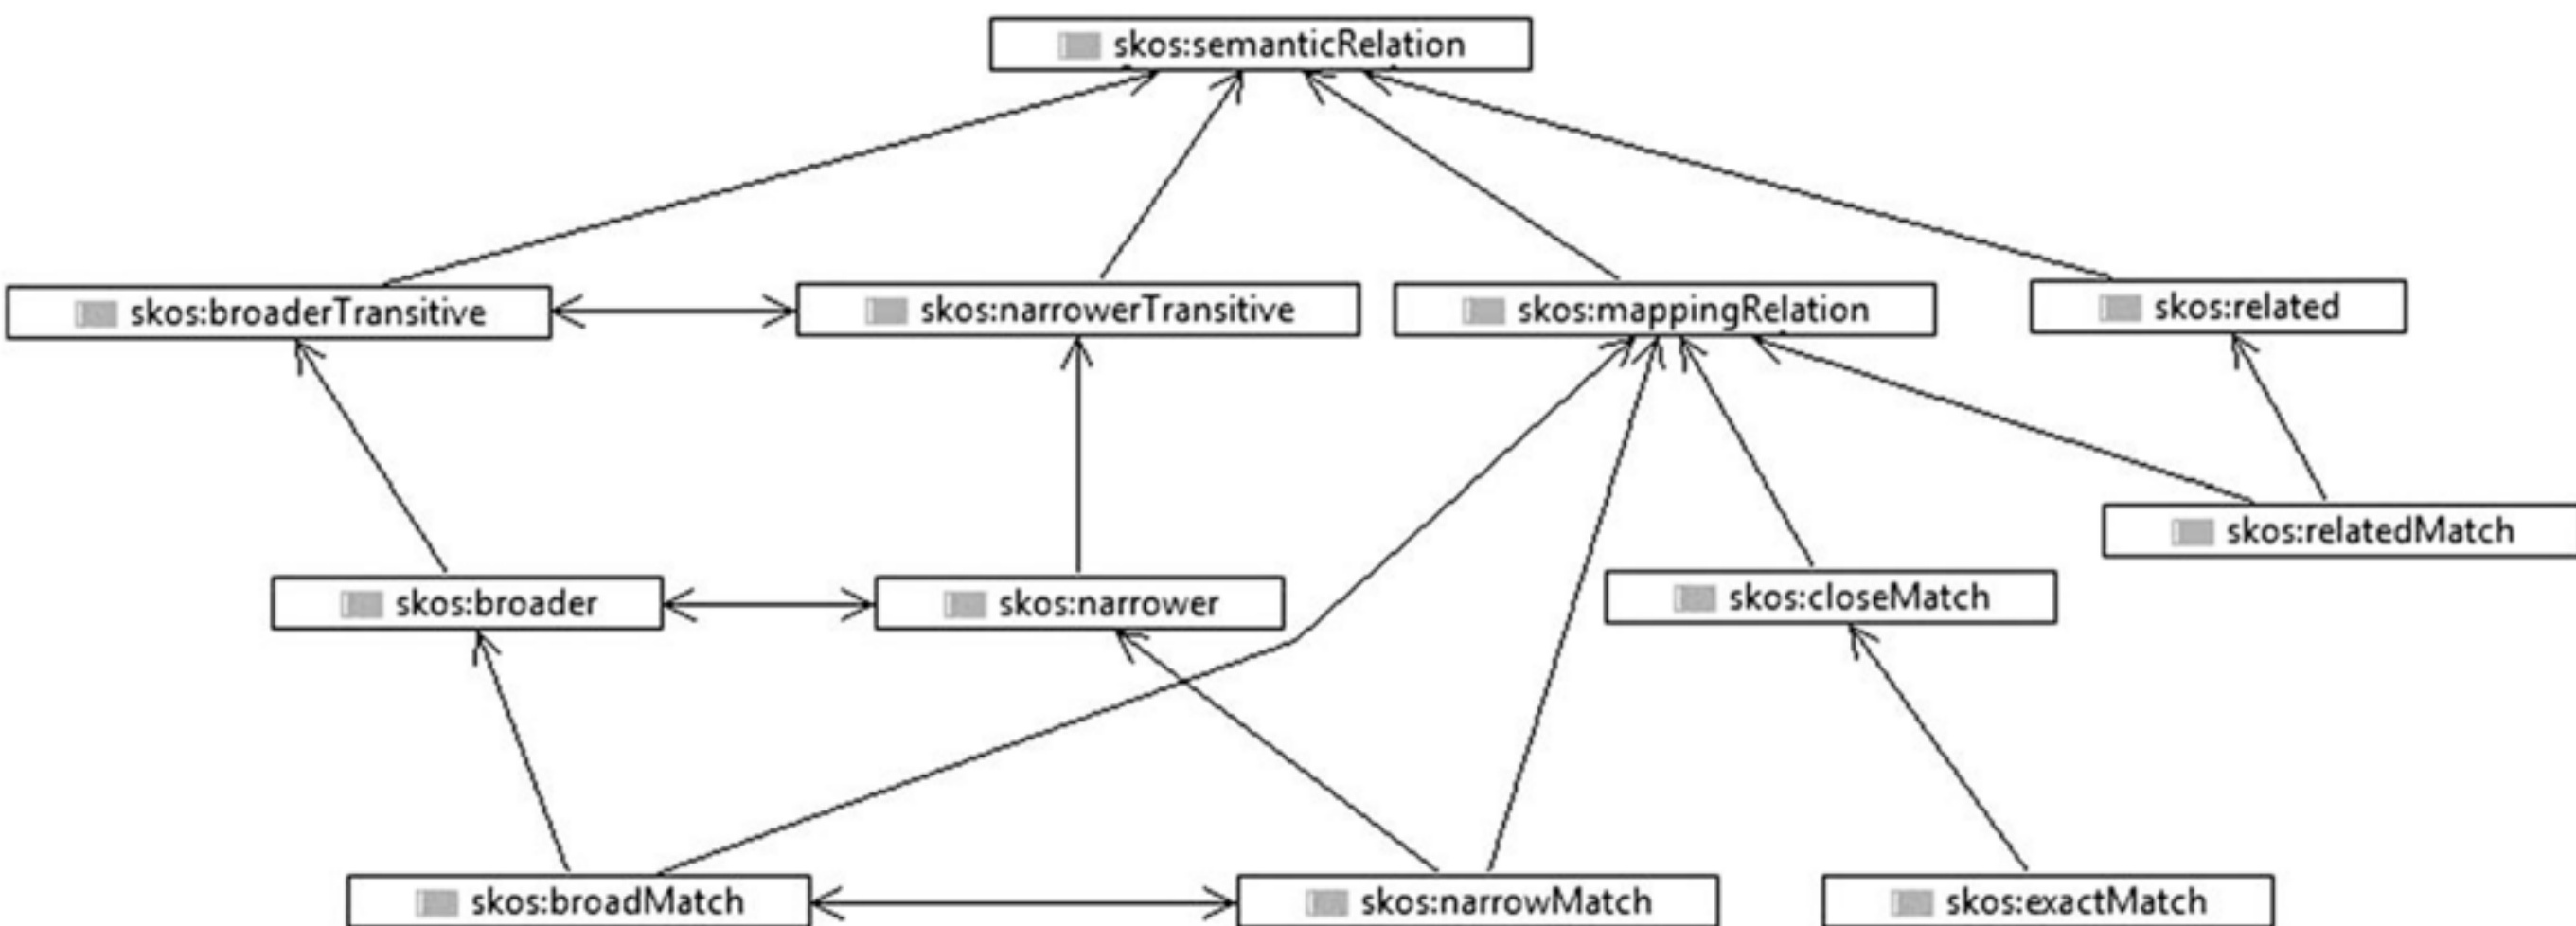 skos:semanticRelation
skos:broaderTransitive
skos:narrowerTransitive
skos:mappingRelation
skos:related
skos:relatedMatch
skos:broader
skos:narrower
skos:closeMatch
skos:broadMatch
skos:narrowMatch
skos:exactMatch